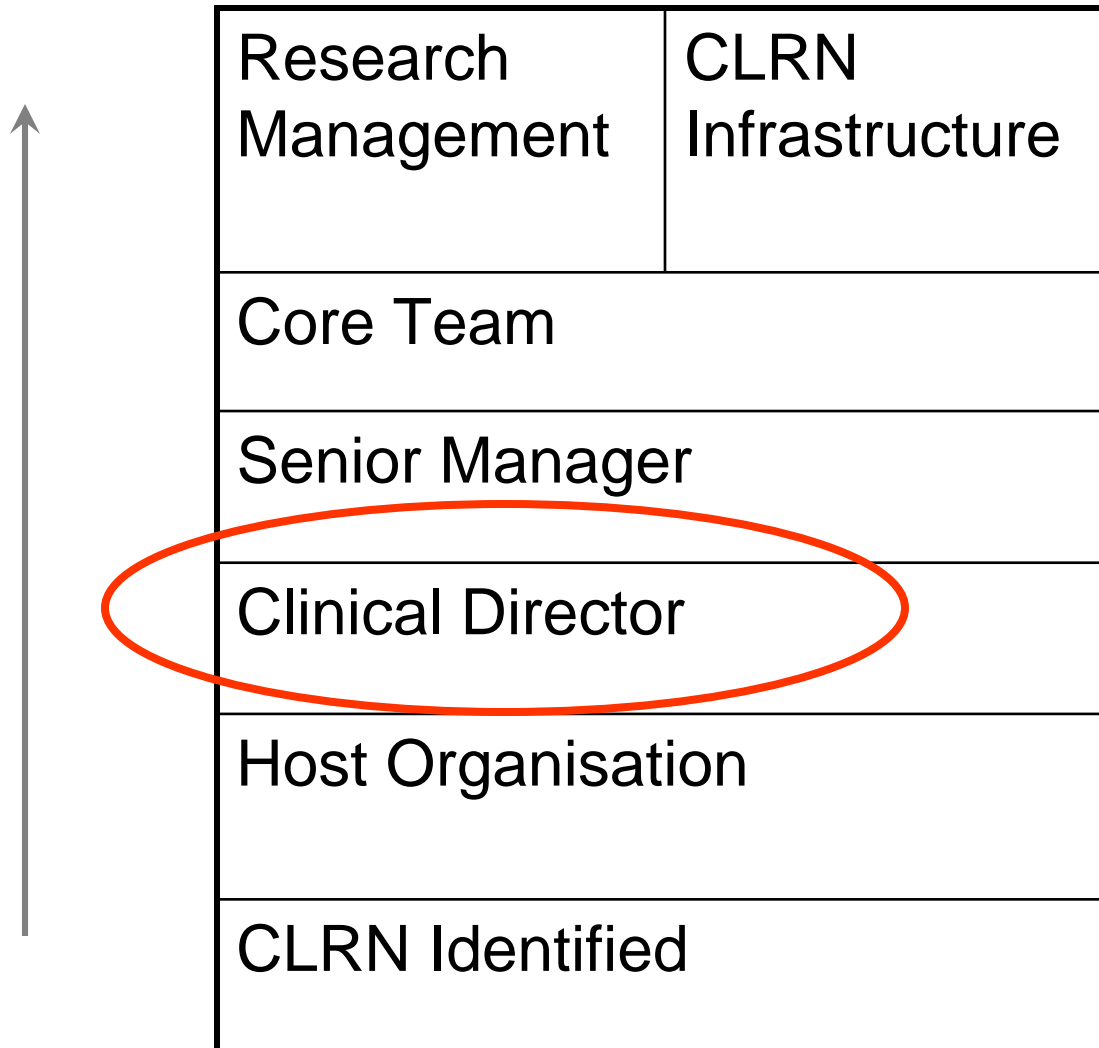 Research
Management
CLRN
Infrastructure
Core Team
Senior Manager
Clinical Director
Host Organisation
CLRN Identified